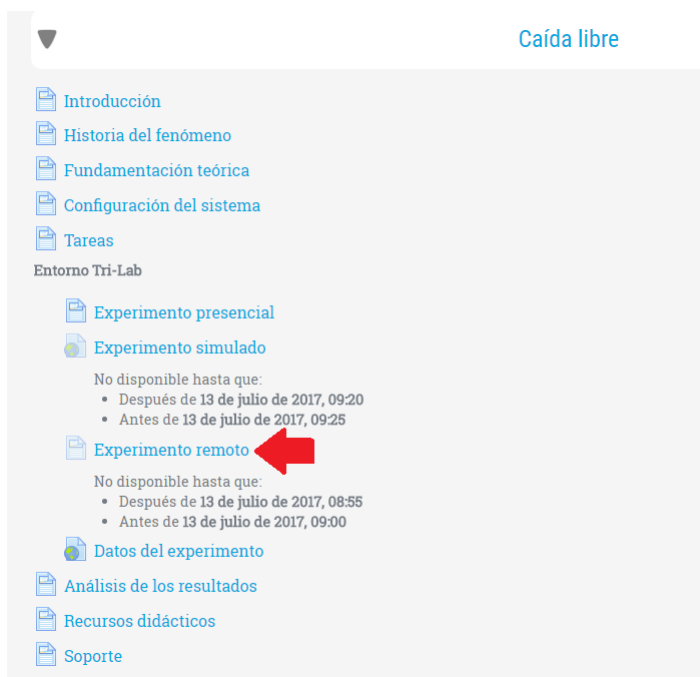 Caída libre
Introducción
Historia del fenómeno
Fundamentación teórica
Configuración del sistema
Tareas
Entorno Tri-Lab
Experimento presencial
Experimento simulado
No disponible hasta que:
• Después de 13 de julio de 2017, 09:20
• Antes de 13 de julio de 2017, 09:25
Experimento remoto
No disponible hasta que:
• Después de 13 de julio de 2017, 08:55
• Antes de 13 de julio de 2017, 09:00
Datos del experimento
Análisis de los resultados
Recursos didácticos
Soporte